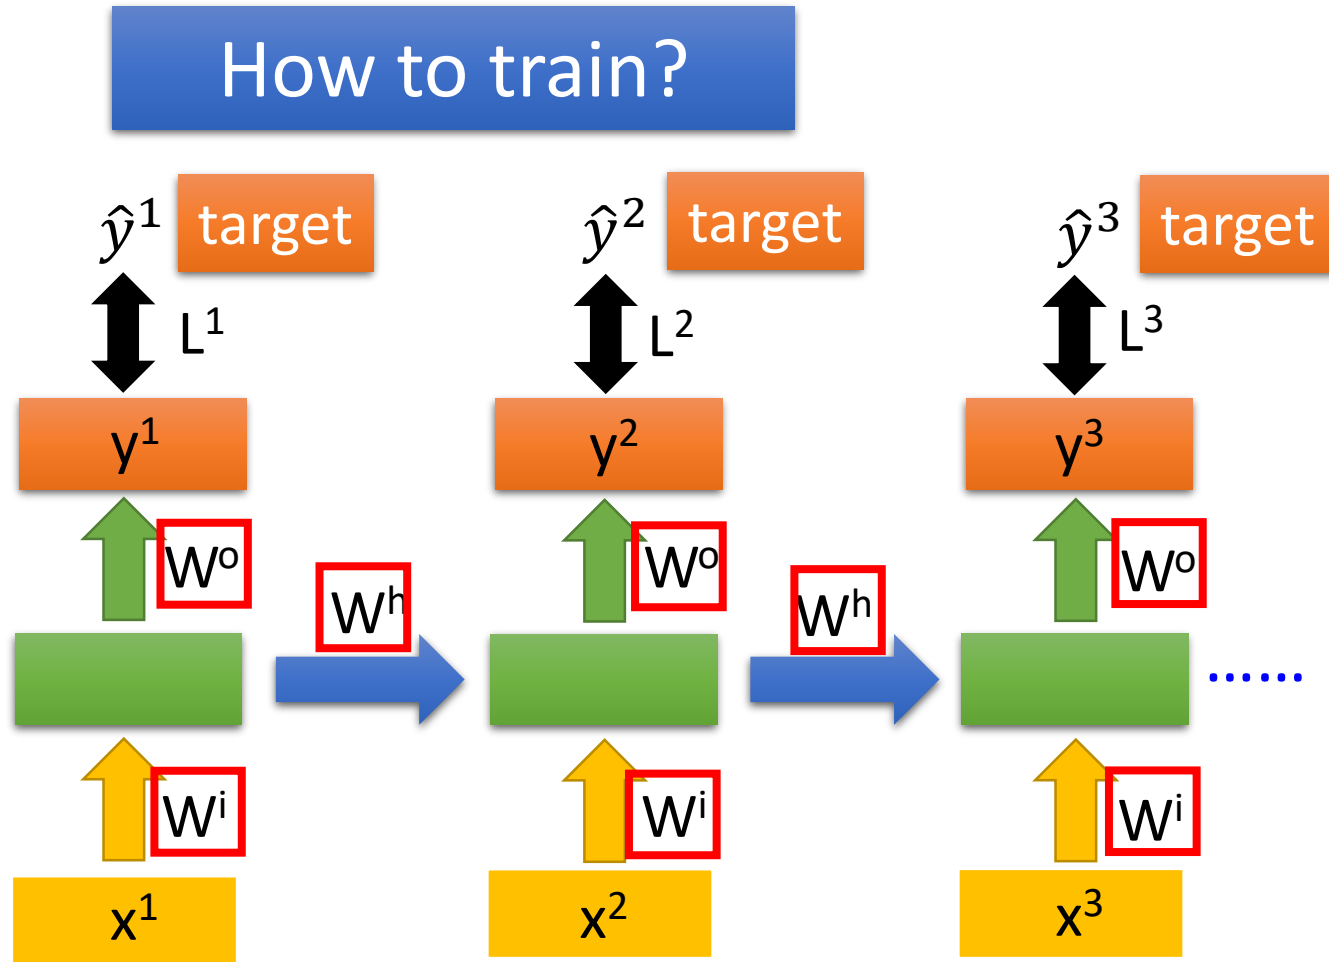 How to train?
ŷ¹ target ŷ² target ŷ³ target
L¹ L² L³
y¹ y² y³
Wᵒ Wᵒ Wᵒ
Wʰ Wʰ
......
Wⁱ Wⁱ Wⁱ
x¹ x² x³